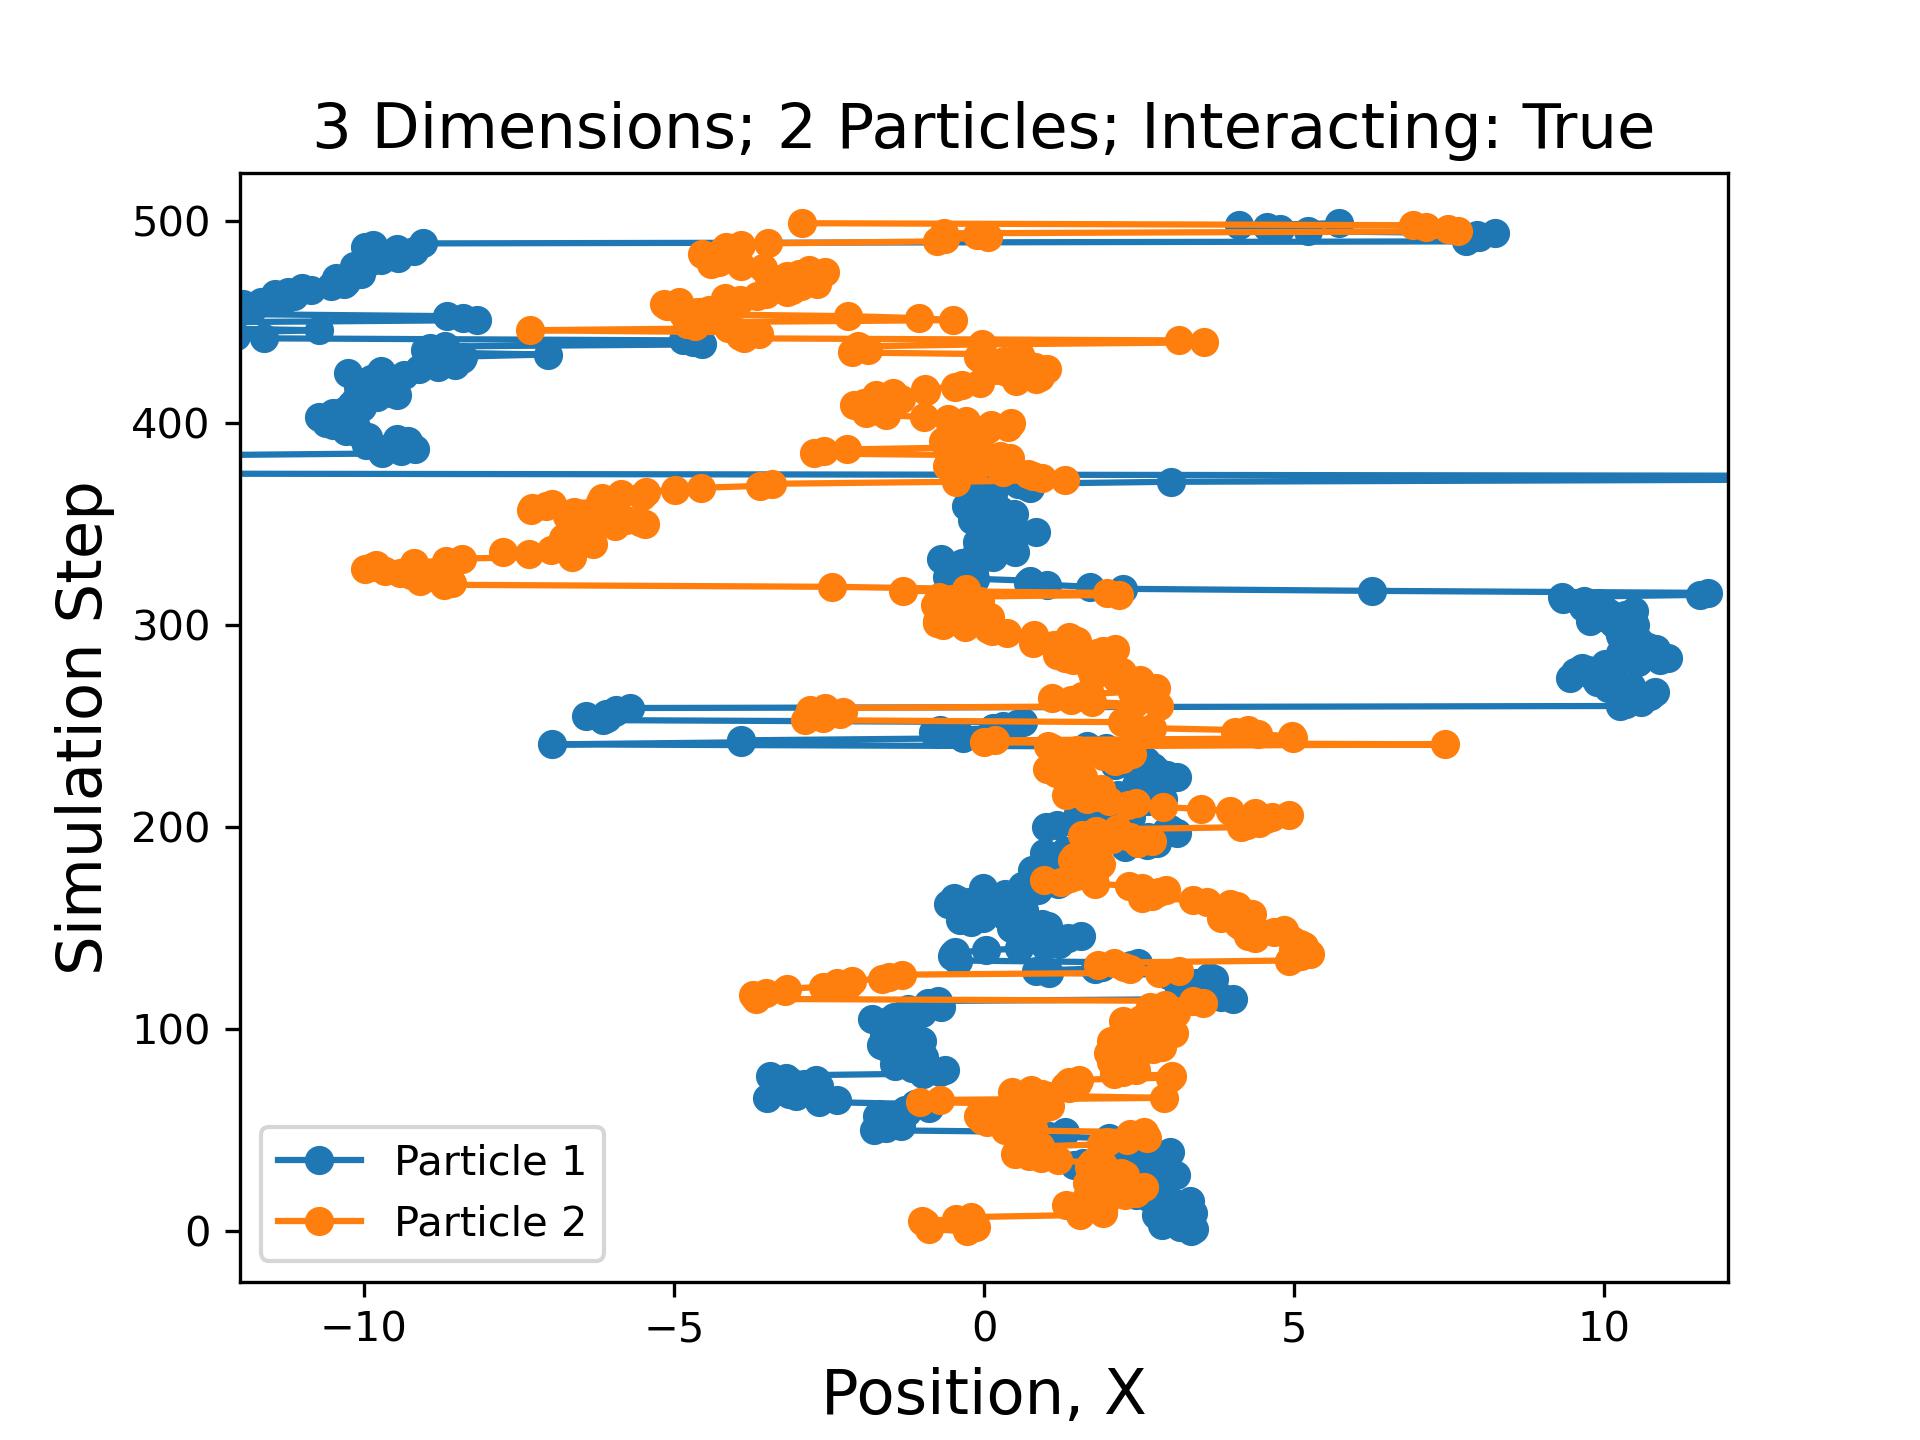 3 Dimensions; 2 Particles; Interacting: True
Simulation Step
500
400
300
200
100
0
Particle 1
Particle 2
−10
−5
0
5
10
Position, X